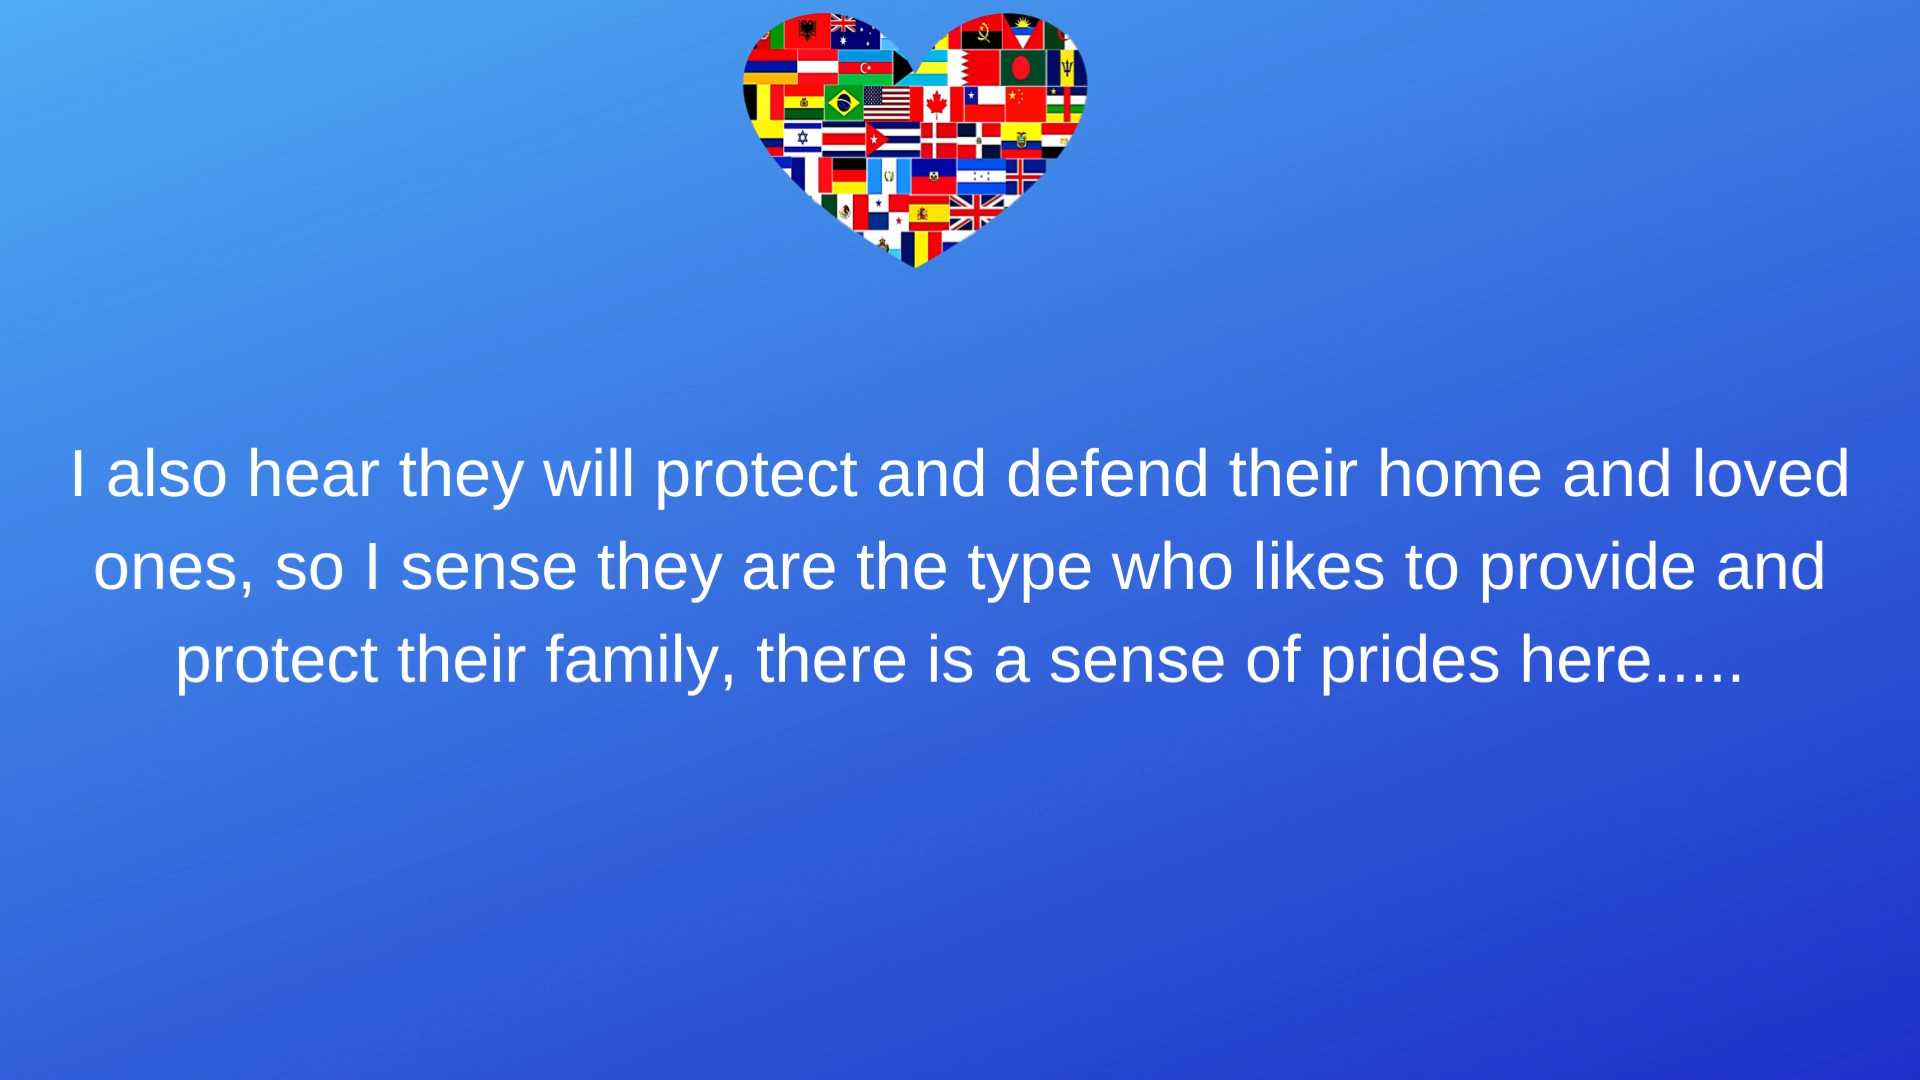 I also hear they will protect and defend their home and loved
ones, so I sense they are the type who likes to provide and
protect their family, there is a sense of prides here.....